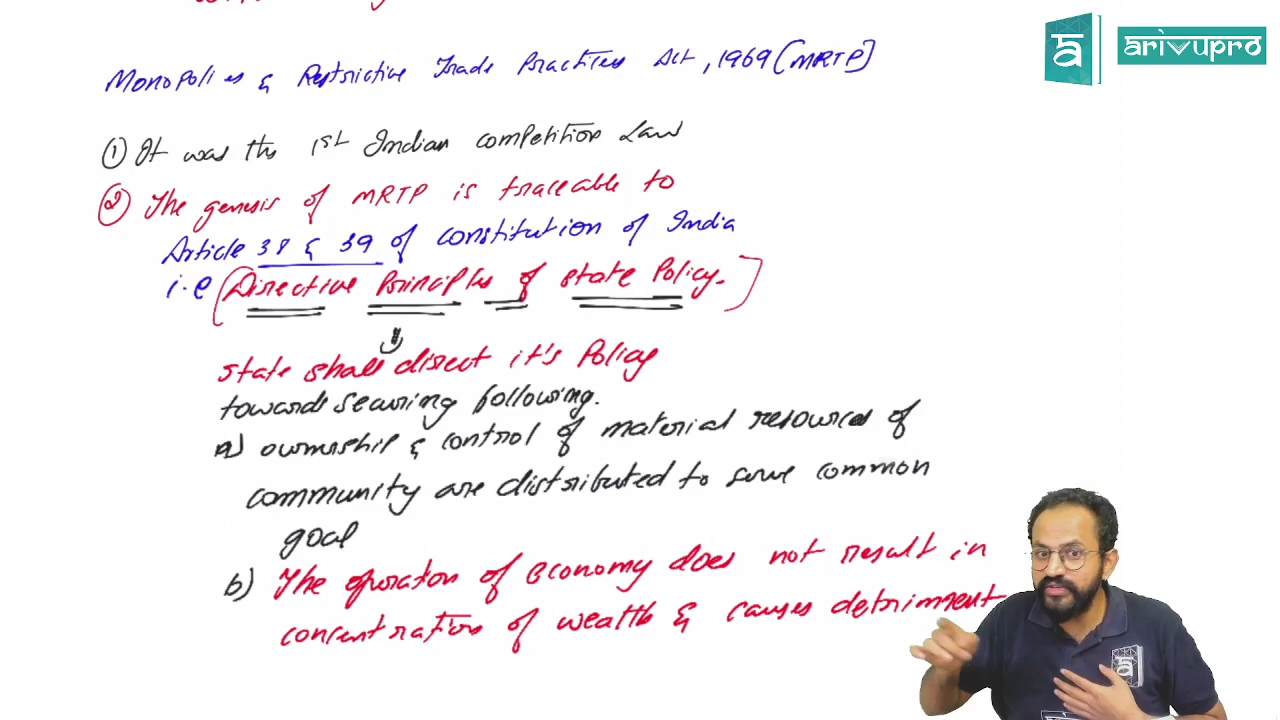 ā
arivupro
Monopolies & Restrictive Trade Practices Act, 1969 (MRTP)
① It was the 1st Indian competition Law
② The genesis of MRTP is traceable to
Article 38 & 39 of constitution of India
i.e (Directive Principles of State Policy.)
state shall direct it's Policy
towards securing following.
a) ownership & control of material resources of
community are distributed to serve common
goal
b) The operation of economy does not result in
concentration of wealth & causes detriment